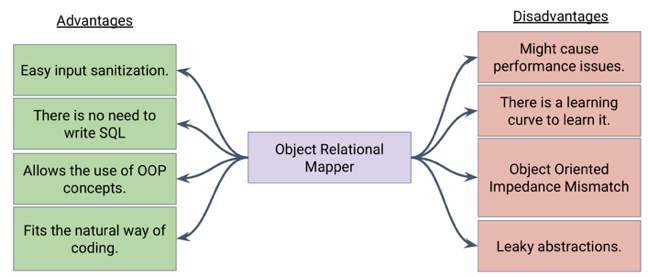 Advantages
Easy input sanitization.
There is no need to
write SQL
Allows the use of OOP
concepts.
Fits the natural way of
coding.
Object Relational
Mapper
Disadvantages
Might cause
performance issues.
There is a learning
curve to learn it.
Object Oriented
Impedance Mismatch
Leaky abstractions.